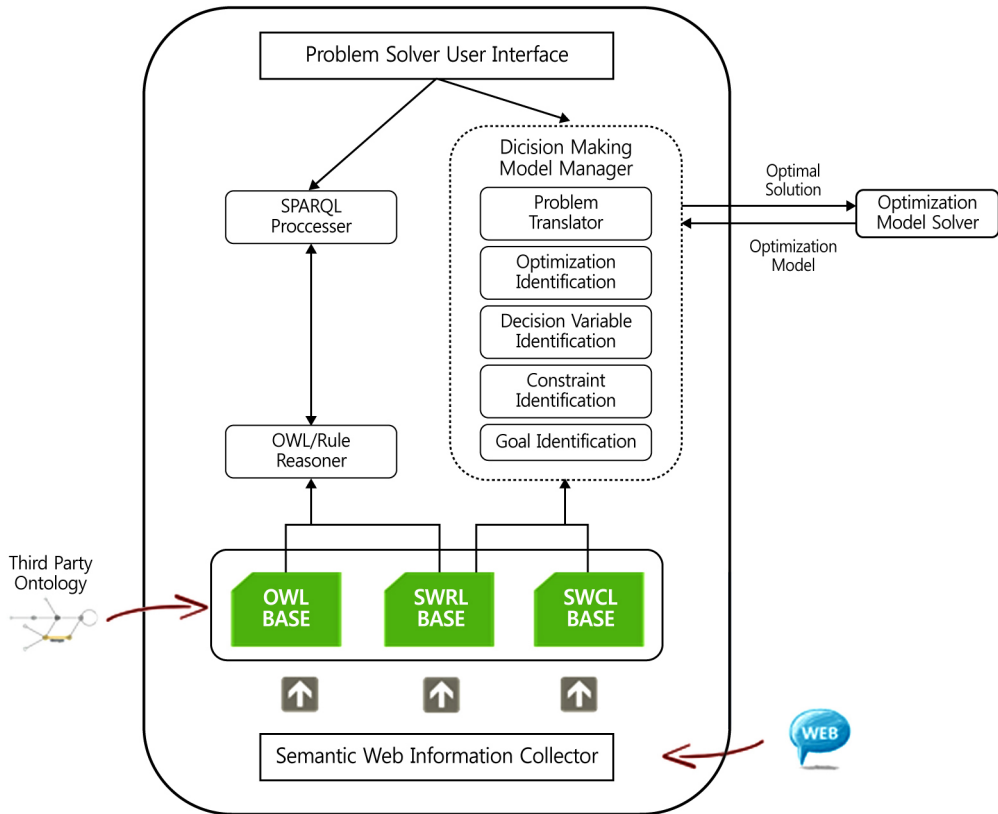 Problem Solver User Interface
Dicision Making
Model Manager
SPARQL
Proccesser
Problem
Translator
Optimization
Identification
Decision Variable
Identification
Constraint
Identification
Goal Identification
Optimal
Solution
Optimization
Model
Optimization
Model Solver
OWL/Rule
Reasoner
Third Party
Ontology
OWL
BASE
SWRL
BASE
SWCL
BASE
Semantic Web Information Collector
WEB